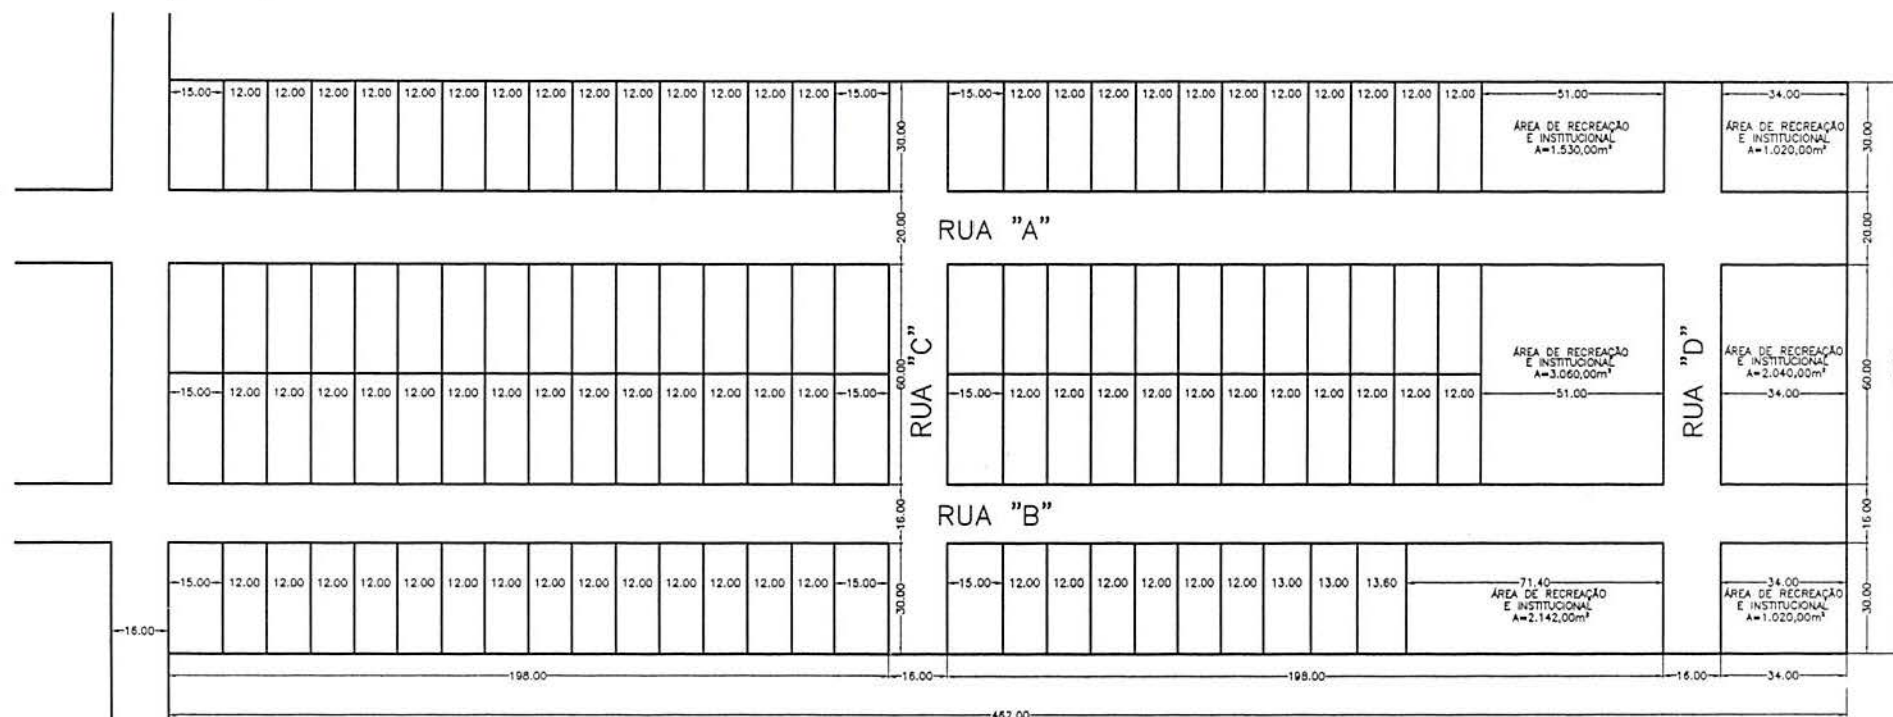 15.00 12.00 12.00 12.00 12.00 12.00 12.00 12.00 12.00 12.00 12.00 12.00 12.00 12.00 12.00 15.00
15.00 12.00 12.00 12.00 12.00 12.00 12.00 12.00 12.00 12.00 12.00 12.00 51.00
34.00
30.00
ÁREA DE RECREAÇÃO
E INSTITUCIONAL
A=1.530,00m²
ÁREA DE RECREAÇÃO
E INSTITUCIONAL
A=1.020,00m²
30.00
20.00
RUA "A"
20.00
60.00
RUA "C"
ÁREA DE RECREAÇÃO
E INSTITUCIONAL
A=3.060,00m²
RUA "D"
ÁREA DE RECREAÇÃO
E INSTITUCIONAL
A=2.040,00m²
60.00
15.00 12.00 12.00 12.00 12.00 12.00 12.00 12.00 12.00 12.00 12.00 12.00 12.00 12.00 12.00 15.00
15.00 12.00 12.00 12.00 12.00 12.00 12.00 12.00 12.00 12.00 12.00 12.00 51.00
34.00
16.00
RUA "B"
16.00
15.00 12.00 12.00 12.00 12.00 12.00 12.00 12.00 12.00 12.00 12.00 12.00 12.00 12.00 12.00 15.00
30.00
15.00 12.00 12.00 12.00 12.00 12.00 12.00 13.00 13.00 13.60 71.40
34.00
ÁREA DE RECREAÇÃO
E INSTITUCIONAL
A=2.142,00m²
ÁREA DE RECREAÇÃO
E INSTITUCIONAL
A=1.020,00m²
30.00
16.00
198.00 16.00 198.00 16.00 34.00
462.00